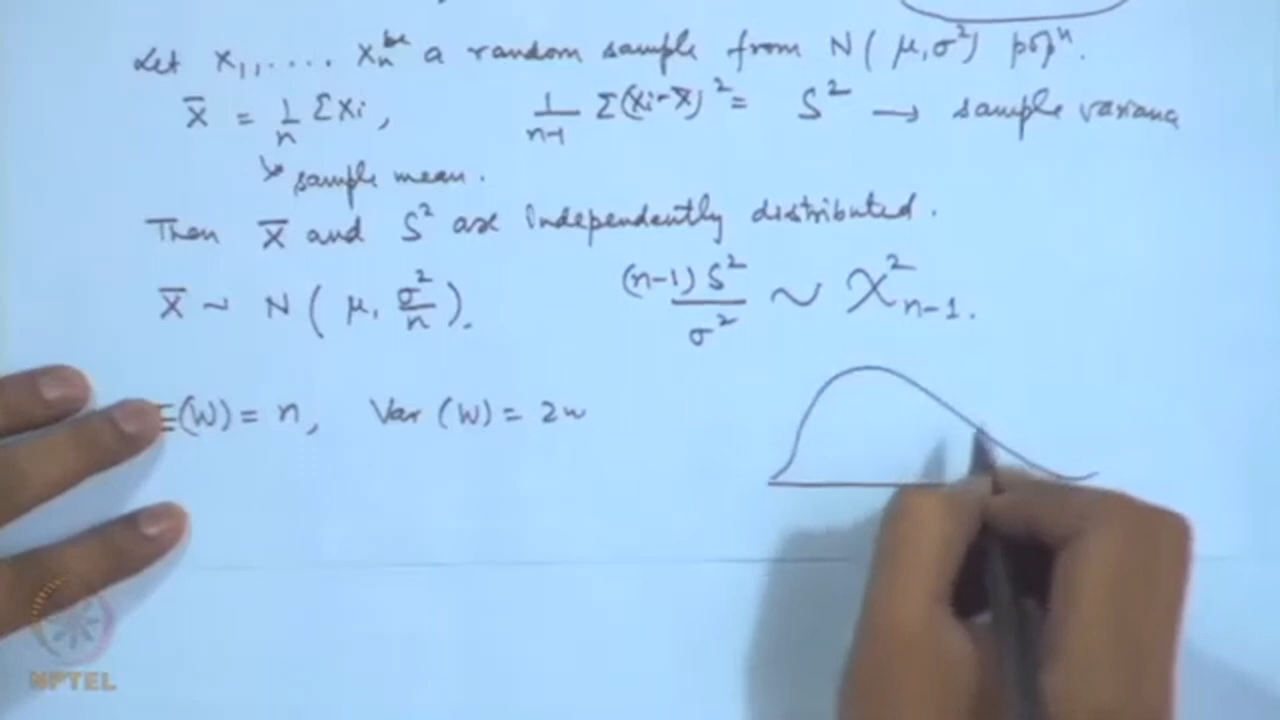 Let X₁, .... Xₙ be a random sample from N(μ, σ²) popⁿ.
X̄ = 1/n ΣXi, 1/(n-1) Σ(Xi-X̄)² = S² → sample variance
↘ sample mean.
Then X̄ and S² are independently distributed.
X̄ ~ N(μ, σ²/n). (n-1)S²/σ² ~ χ²ₙ₋₁.
E(W) = n, Var(W) = 2n
NPTEL